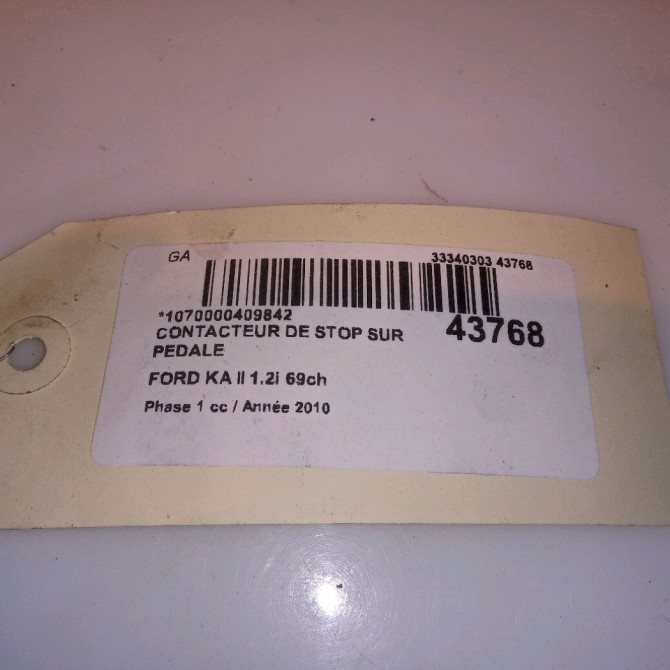 GA
33340303 43768
*1070000409842
43768
CONTACTEUR DE STOP SUR
PEDALE
FORD KA II 1.2i 69ch
Phase 1 cc / Année 2010